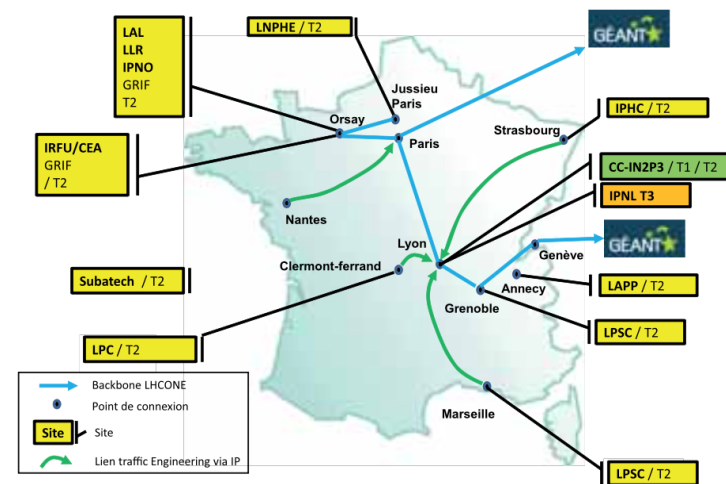 LAL
LLR
IPNO
GRIF
T2
LNPHE / T2
GÉANT
Jussieu
Paris
Orsay
Paris
Strasbourg
IPHC / T2
IRFU/CEA
GRIF
/ T2
CC-IN2P3 / T1 / T2
IPNL T3
Nantes
Lyon
GÉANT
Genève
Clermont-ferrand
Annecy
Subatech / T2
LAPP / T2
Grenoble
LPSC / T2
LPC / T2
Backbone LHCONE
Point de connexion
Marseille
Site
Site
Lien traffic Engineering via IP
LPSC / T2